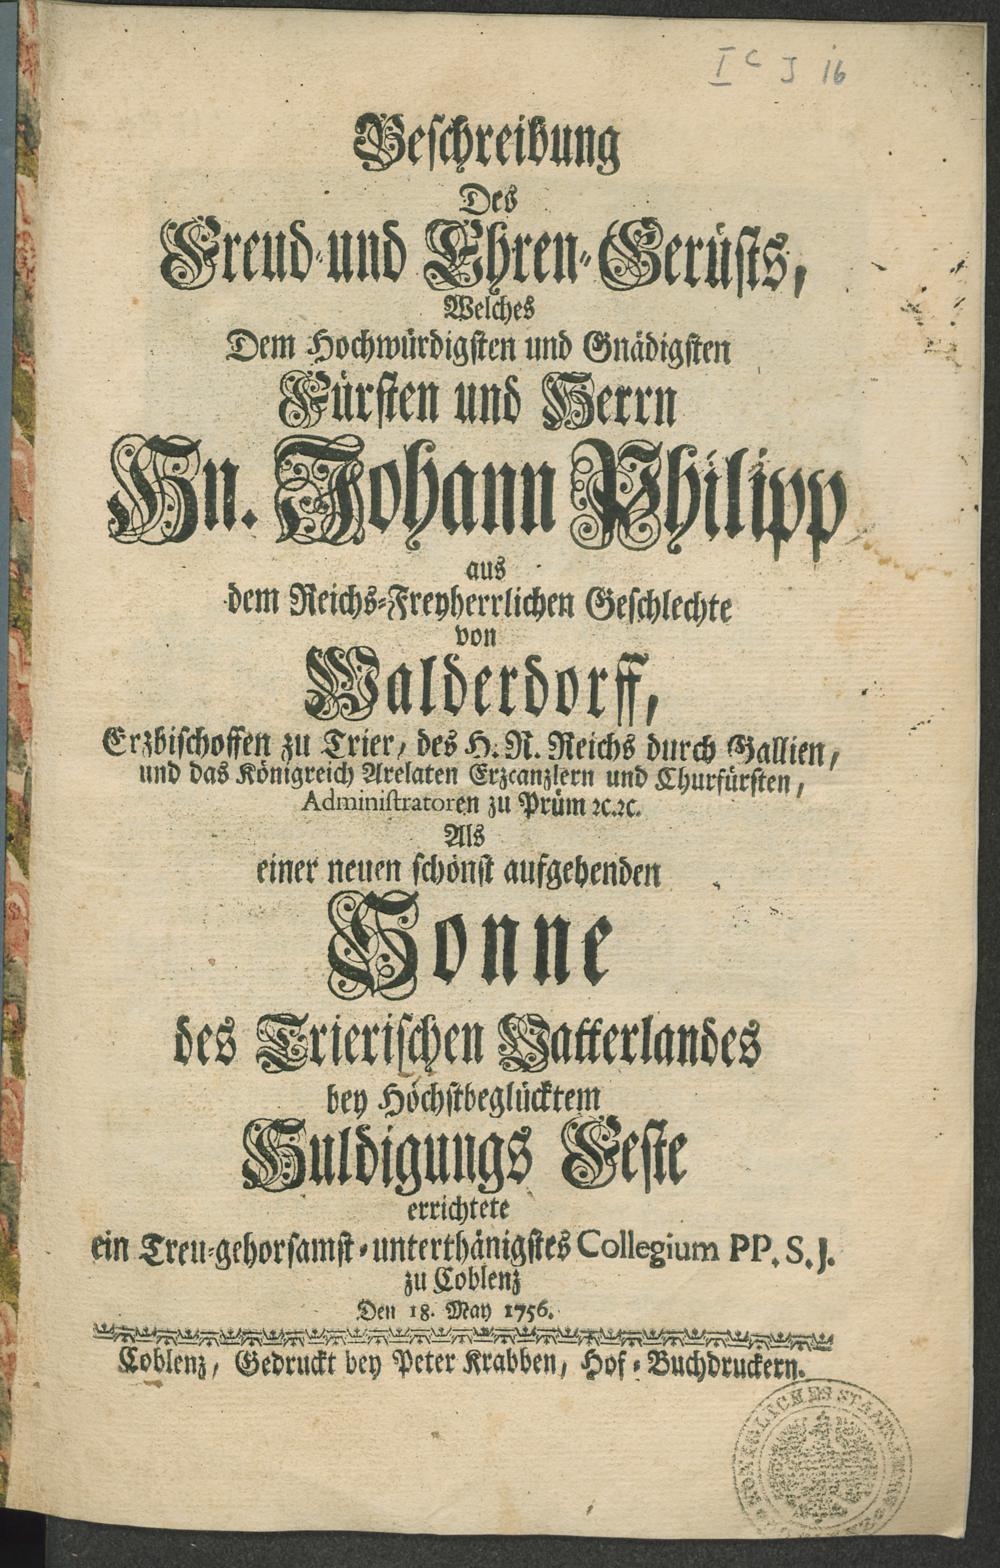 I C J 16
Beschreibung
Des
Freud- und Ehren-Gerüsts,
Welches
Dem Hochwürdigsten und Gnädigsten
Fürsten und Herrn
Hn. Johann Philipp
aus
dem Reichs-Freyherrlichen Geschlechte
von
Walderdorff,
Erzbischoffen zu Trier, des H. R. Reichs durch Gallien,
und das Königreich Arelaten Erzcanzlern und Churfürsten,
Administratoren zu Prüm ꝛc.ꝛc.
Als
einer neuen schönst aufgehenden
Sonne
des Trierischen Vatterlandes
bey Höchstbeglücktem
Huldigungs Feste
errichtete
ein Treu-gehorsamst-unterthänigstes Collegium PP. S. J.
zu Coblenz
Den 18. May 1756.
Coblenz, Gedruckt bey Peter Krabben, Hof-Buchdruckern.